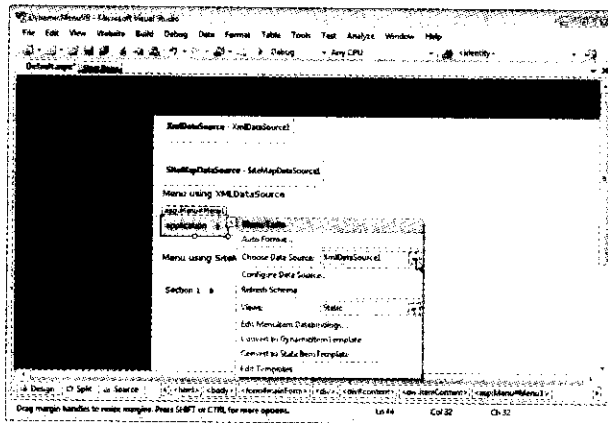 DynamicMenuVB - Microsoft Visual Studio
File Edit View Website Build Debug Data Format Table Tools Test Analyze Window Help
Debug Any CPU
Default.aspx*
XmlDataSource - XmlDataSource1
SiteMapDataSource - SiteMapDataSource1
Menu using XMLDataSource
asp:Menu#Menu1
application
Menu Tasks
Auto Format...
Menu using Sitem Choose Data Source: XmlDataSource1
Configure Data Source...
Section 1 Refresh Schema
Views: Static
Edit MenuItem Databindings...
Convert to DynamicItemTemplate
Convert to StaticItemTemplate
Edit Templates
Design Split Source <html> <body> <form#mainForm> <div> <asp:Menu#Menu1>
Drag margin handles to resize margins. Press SHIFT or CTRL for more options. Ln 44 Col 32 Ch 32